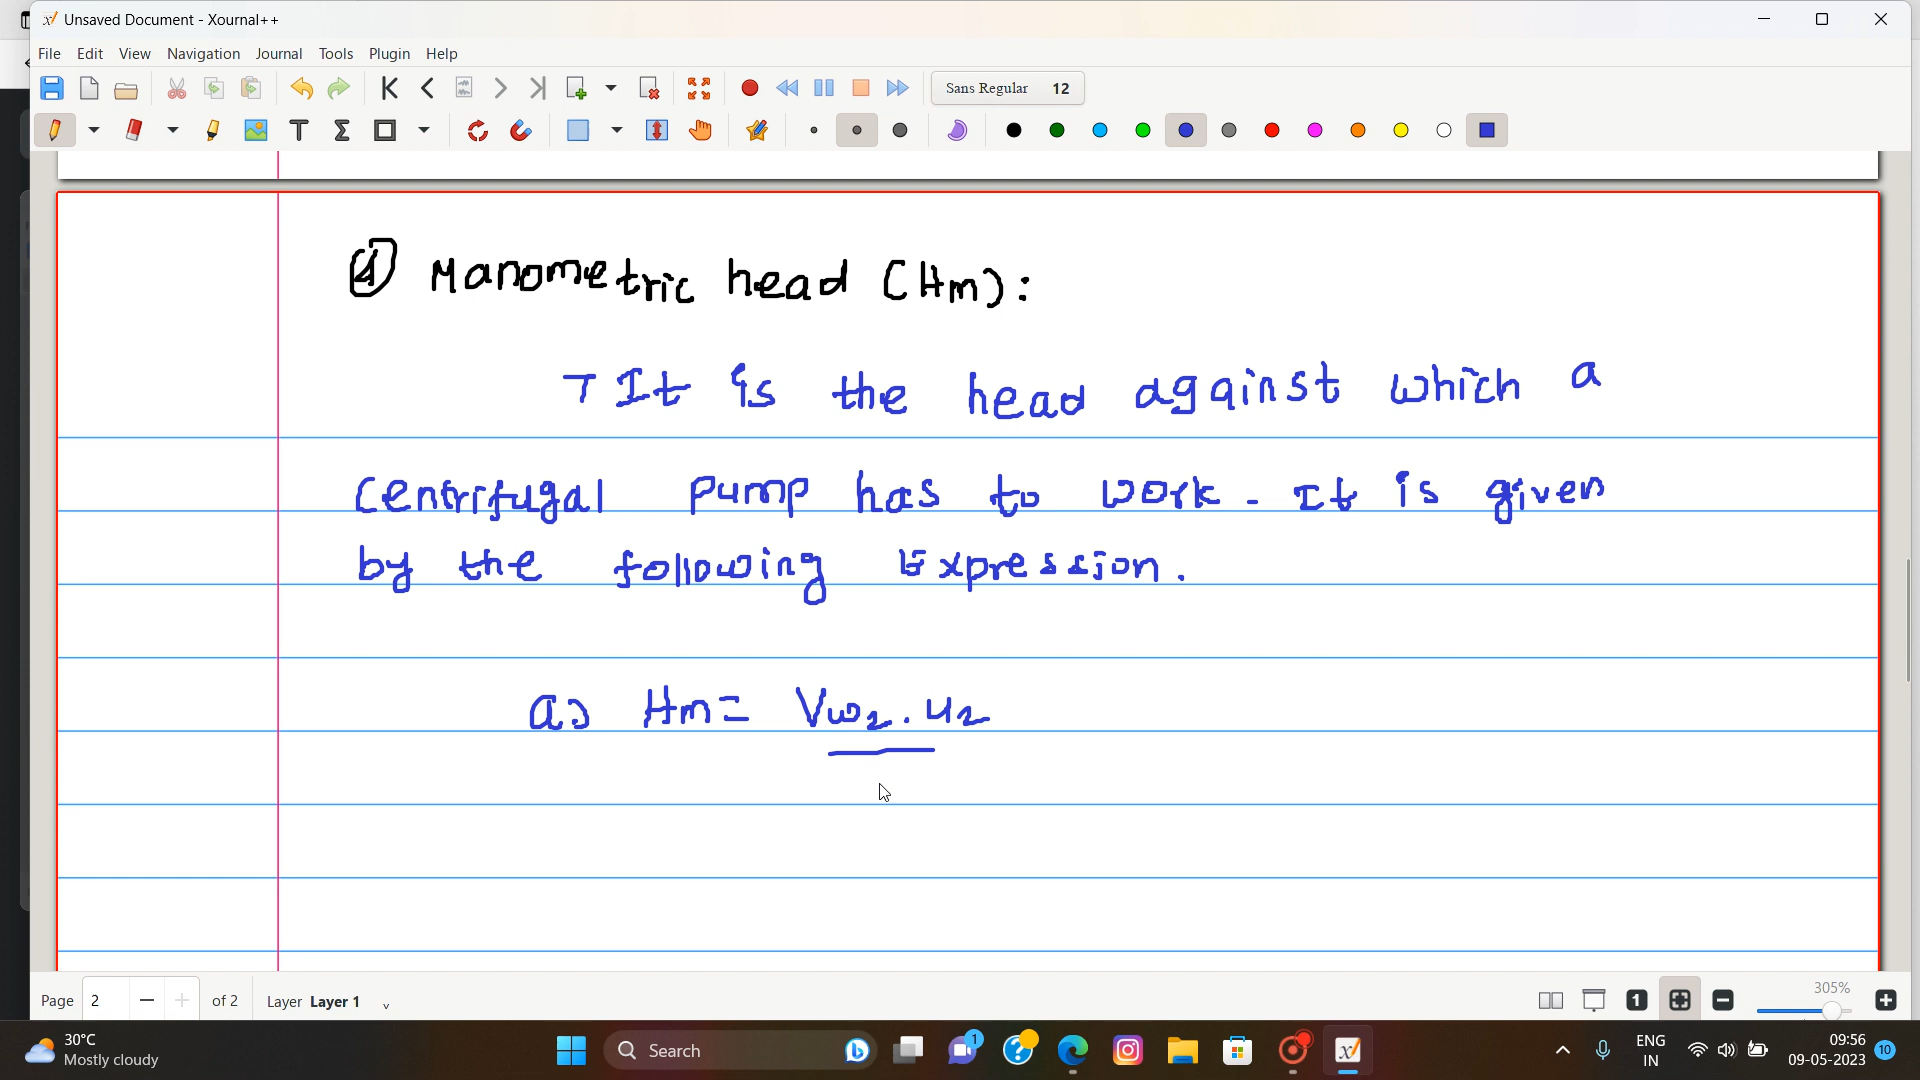 Unsaved Document - Xournal++
File Edit View Navigation Journal Tools Plugin Help
Sans Regular 12
④ Manometric head (Hm):
→ It is the head against which a
Centrifugal Pump has to work. It is given
by the following Expression.
as Hm = Vw2.u2
Page 2 of 2 Layer Layer 1
305%
30°C
Mostly cloudy
Search
1
ENG
IN
09:56
09-05-2023
10